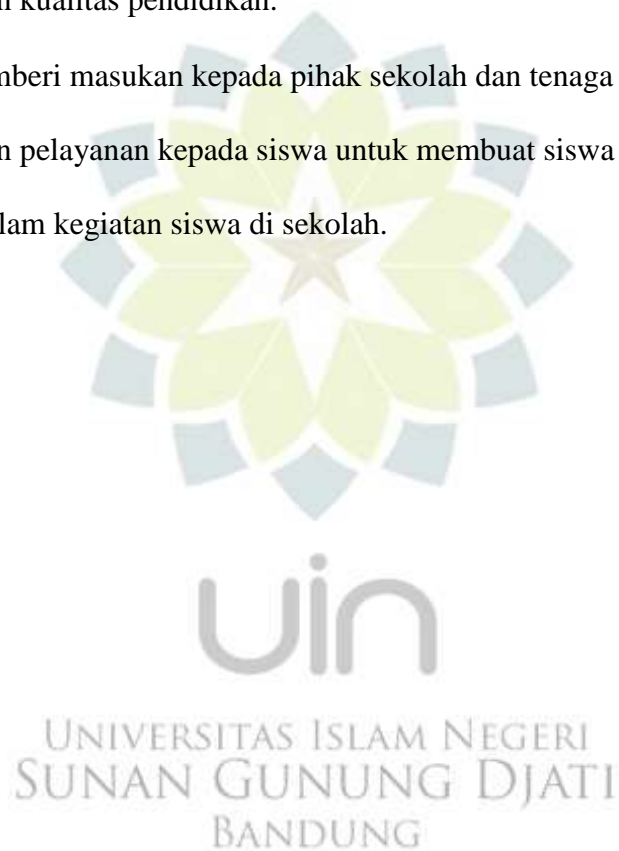 kualitas pendidikan.
mberi masukan kepada pihak sekolah dan tenaga
n pelayanan kepada siswa untuk membuat siswa
lam kegiatan siswa di sekolah.
uin
UNIVERSITAS ISLAM NEGERI
SUNAN GUNUNG DJATI
BANDUNG